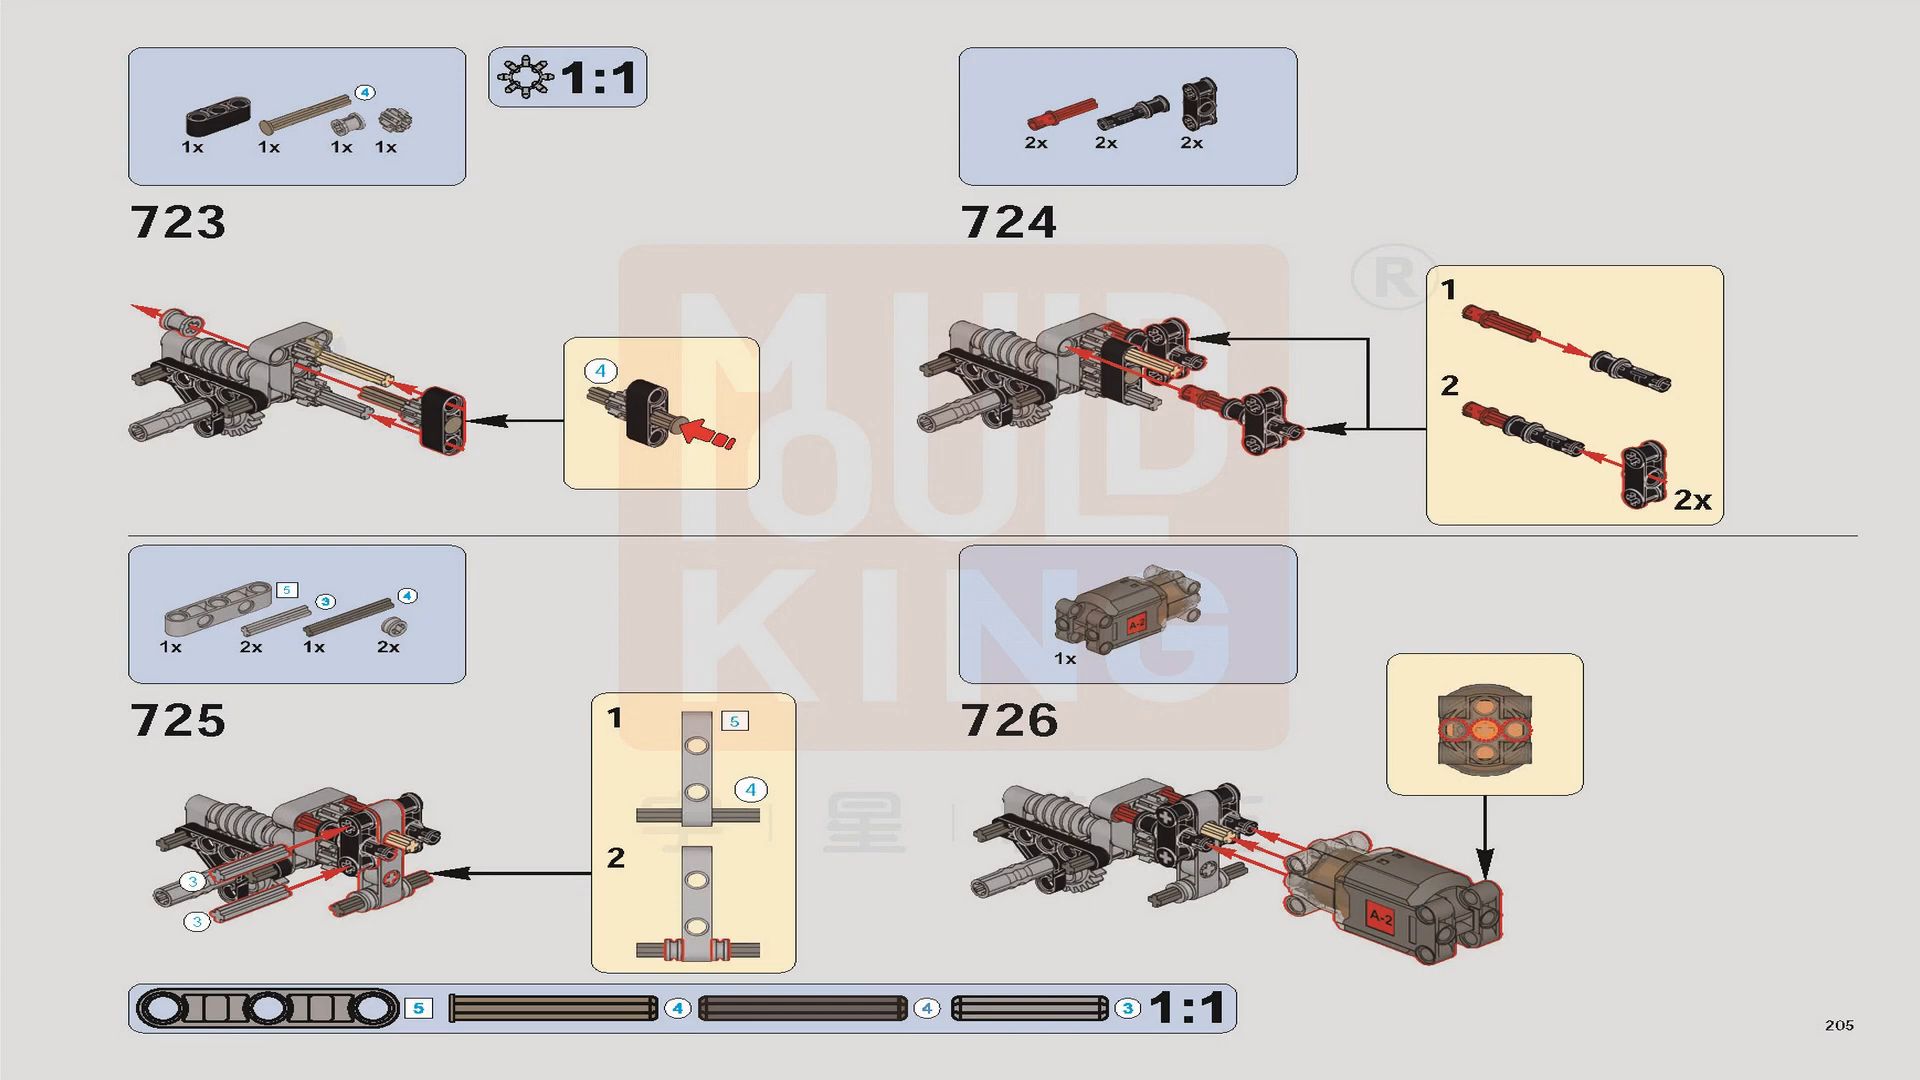 1x 1x 1x 1x
4
1:1
723
4
2x 2x 2x
724
1
2
2x
1x 2x 1x 2x
5 3 4
725
3
3
1
5
4
2
1x
A-2
726
A-2
5 4 4 3 1:1
205
MOULD
KING
®
宇星